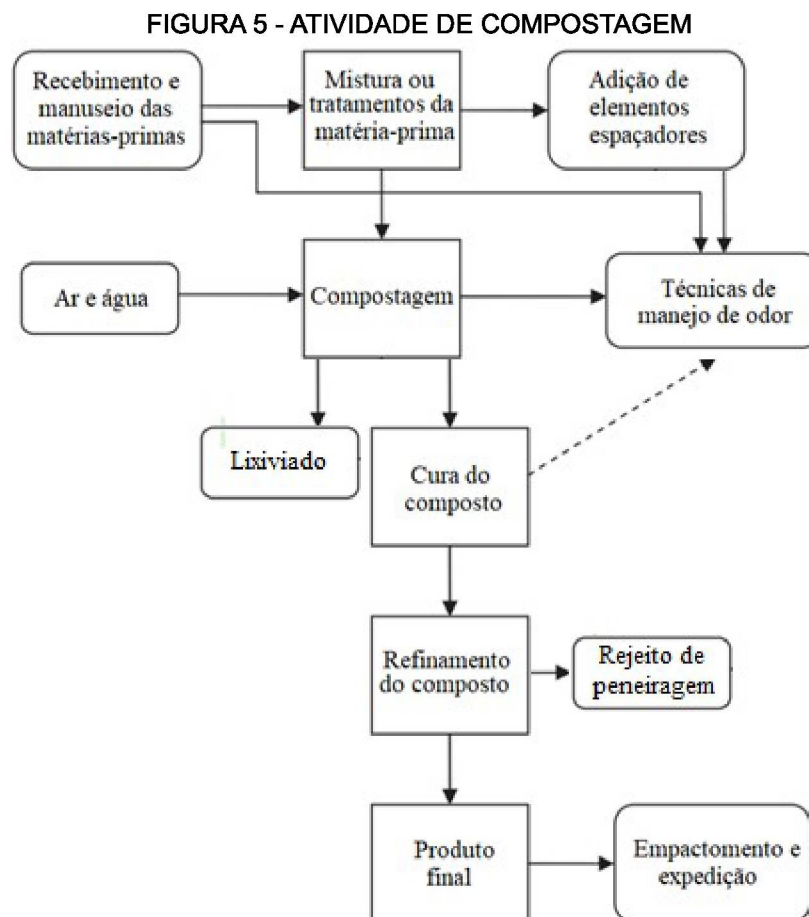 FIGURA 5 - ATIVIDADE DE COMPOSTAGEM
Recebimento e
manuseio das
matérias-primas
Mistura ou
tratamentos da
matéria-prima
Adição de
elementos
espaçadores
Ar e água
Compostagem
Técnicas de
manejo de odor
Lixiviado
Cura do
composto
Refinamento
do composto
Rejeito de
peneiragem
Produto
final
Empactomento e
expedição